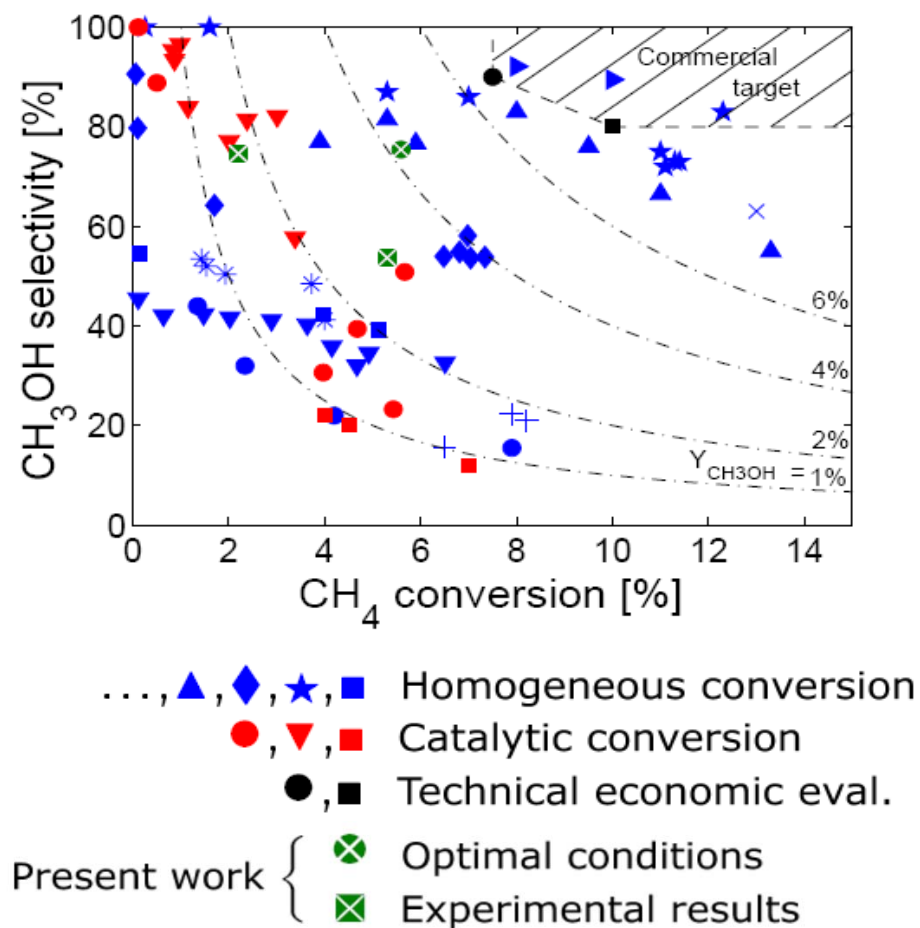 100
80
60
40
20
0
CH3OH selectivity [%]
Commercial
target
6%
4%
2%
YCH3OH = 1%
0 2 4 6 8 10 12 14
CH4 conversion [%]
..., , , , Homogeneous conversion
, , Catalytic conversion
, Technical economic eval.
Present work { Optimal conditions
Experimental results